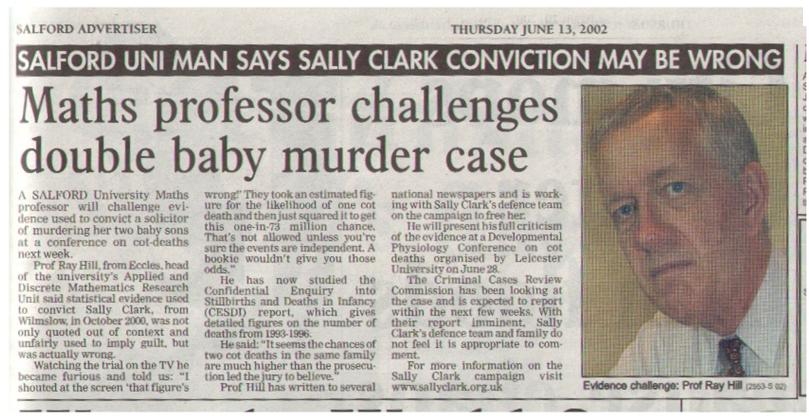 SALFORD ADVERTISER
THURSDAY JUNE 13, 2002
SALFORD UNI MAN SAYS SALLY CLARK CONVICTION MAY BE WRONG
Maths professor challenges
double baby murder case
A SALFORD University Maths
professor will challenge evi-
dence used to convict a solicitor
of murdering her two baby sons
at a conference on cot-deaths
next week.
Prof Ray Hill, from Eccles, head
of the university's Applied and
Discrete Mathematics Research
Unit said statistical evidence used
to convict Sally Clark, from
Wilmslow, in October 2000, was not
only quoted out of context and
unfairly used to imply guilt, but
was actually wrong.
Watching the trial on the TV he
became furious and told us: "I
shouted at the screen 'that figure's
wrong!' They took an estimated fig-
ure for the likelihood of one cot
death and then just squared it to get
this one-in-73 million chance.
That's not allowed unless you're
sure the events are independent. A
bookie wouldn't give you those
odds."
He has now studied the
Confidential Enquiry into
Stillbirths and Deaths in Infancy
(CESDI) report, which gives
detailed figures on the number of
deaths from 1993-1996.
He said: "It seems the chances of
two cot deaths in the same family
are much higher than the prosecu-
tion led the jury to believe."
Prof Hill has written to several
national newspapers and is work-
ing with Sally Clark's defence team
on the campaign to free her.
He will present his full criticism
of the evidence at a Developmental
Physiology Conference on cot
deaths organised by Leicester
University on June 28.
The Criminal Cases Review
Commission has been looking at
the case and is expected to report
within the next few weeks. With
their report imminent, Sally
Clark's defence team and family do
not feel it is appropriate to com-
ment.
For more information on the
Sally Clark campaign visit
www.sallyclark.org.uk
Evidence challenge: Prof Ray Hill (2553-5 02)